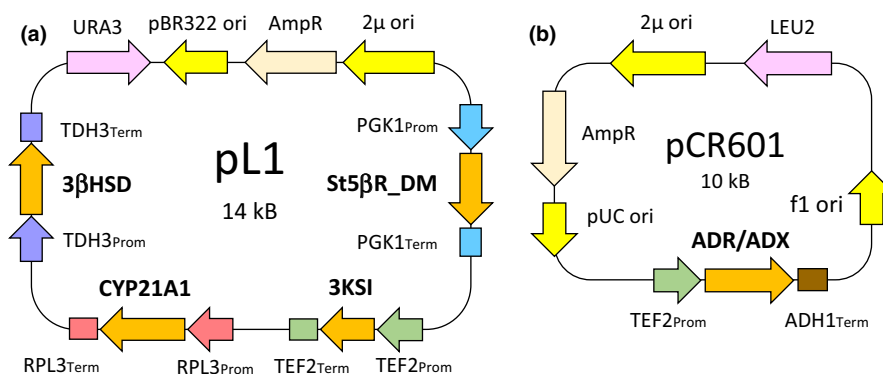 (a)
URA3
pBR322 ori
AmpR
2μ ori
TDH3Term
PGK1Prom
pL1
3βHSD
St5βR_DM
14 kB
TDH3Prom
PGK1Term
CYP21A1
3KSI
RPL3Term
RPL3Prom
TEF2Term
TEF2Prom
(b)
2μ ori
LEU2
AmpR
pCR601
10 kB
pUC ori
f1 ori
ADR/ADX
TEF2Prom
ADH1Term